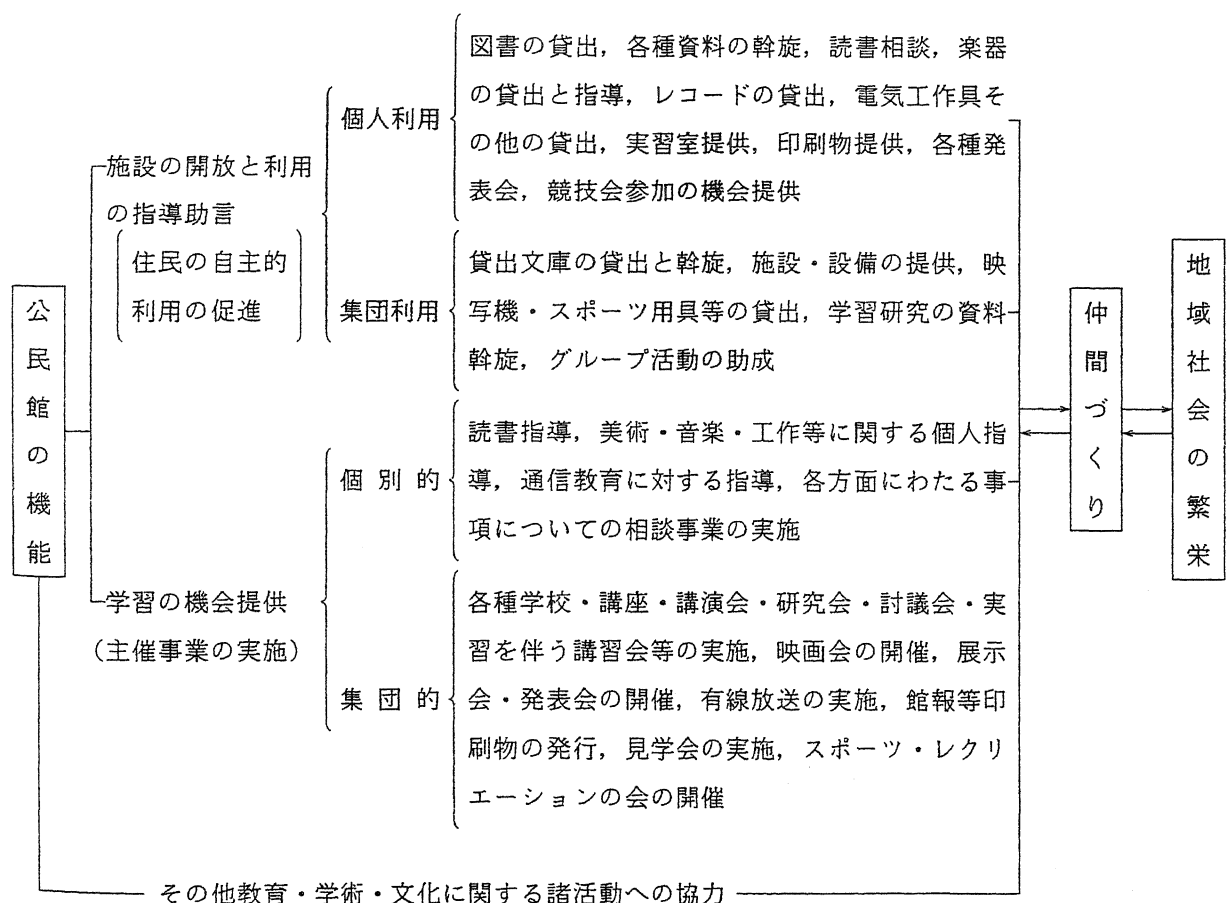 公民館の機能
施設の開放と利用
の指導助言
住民の自主的
利用の促進
個人利用
図書の貸出，各種資料の幹旋，読書相談，楽器
の貸出と指導，レコードの貸出，電気工作具そ
の他の貸出，実習室提供，印刷物提供，各種発
表会，競技会参加の機会提供
集団利用
貸出文庫の貸出と幹旋，施設・設備の提供，映
写機・スポーツ用具等の貸出，学習研究の資料
幹旋，グループ活動の助成
学習の機会提供
（主催事業の実施）
個別的
読書指導，美術・音楽・工作等に関する個人指
導，通信教育に対する指導，各方面にわたる事
項についての相談事業の実施
集団的
各種学校・講座・講演会・研究会・討議会・実
習を伴う講習会等の実施，映画会の開催，展示
会・発表会の開催，有線放送の実施，館報等印
刷物の発行，見学会の実施，スポーツ・レクリ
エーションの会の開催
その他教育・学術・文化に関する諸活動への協力
仲間づくり
地域社会の繁栄